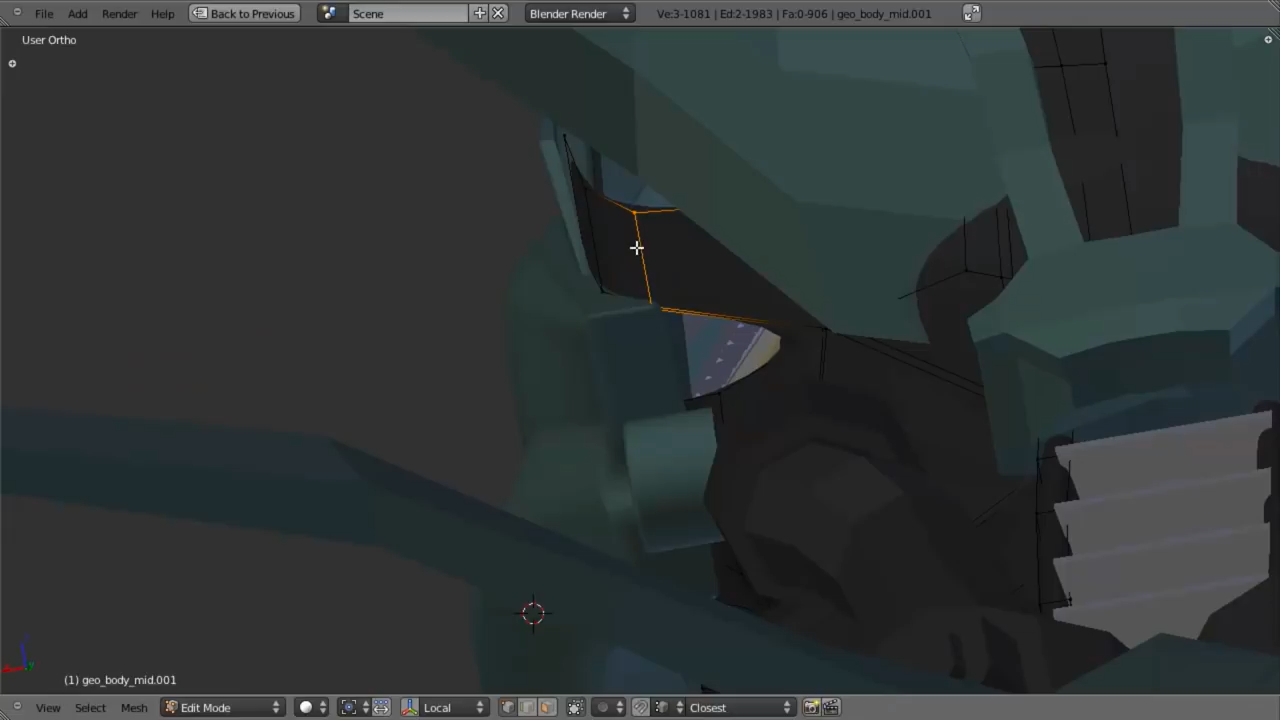 File Add Render Help Back to Previous Scene Blender Render Ve:3-1081 | Ed:2-1983 | Fa:0-906 | geo_body_mid.001
User Ortho
(1) geo_body_mid.001
View Select Mesh Edit Mode Local Closest